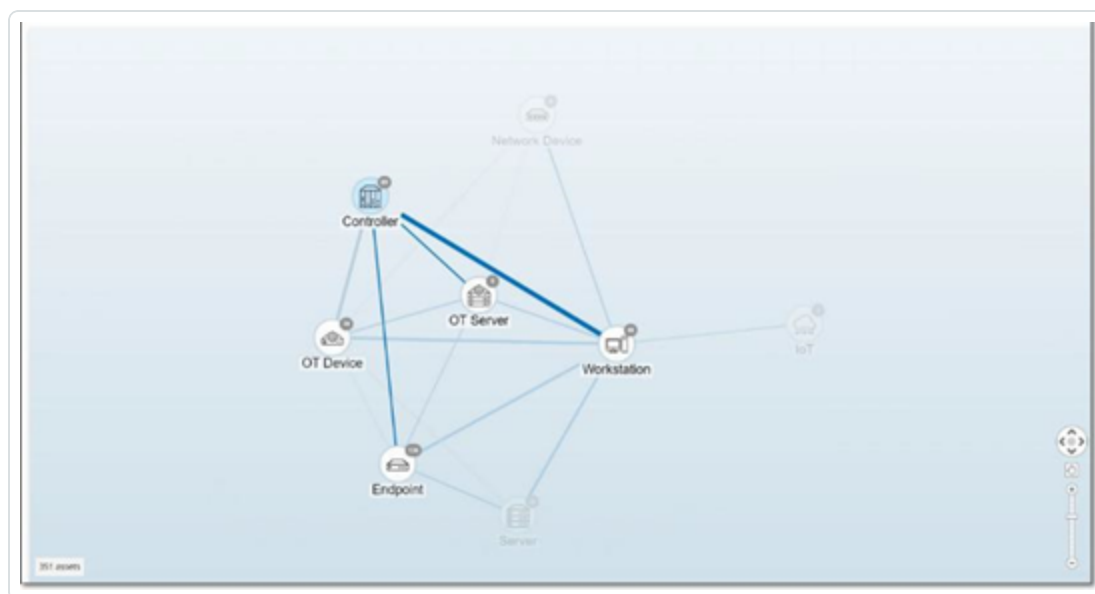 Network Device
Controller
OT Server
IoT
OT Device
Workstation
Endpoint
Server
351 assets